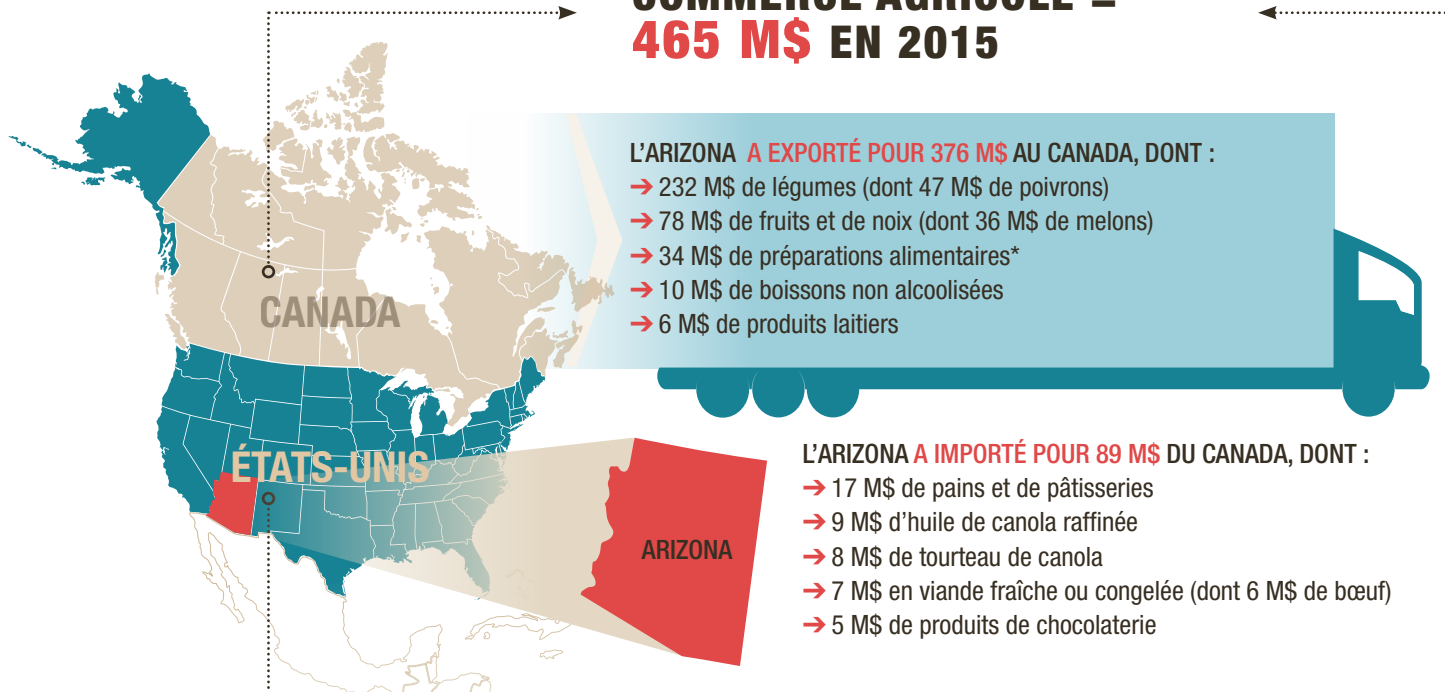 COMMERCE AGRICOLE =
465 M$ EN 2015
L'ARIZONA A EXPORTÉ POUR 376 M$ AU CANADA, DONT :
➔ 232 M$ de légumes (dont 47 M$ de poivrons)
➔ 78 M$ de fruits et de noix (dont 36 M$ de melons)
➔ 34 M$ de préparations alimentaires*
➔ 10 M$ de boissons non alcoolisées
➔ 6 M$ de produits laitiers
CANADA
ÉTATS-UNIS
ARIZONA
L'ARIZONA A IMPORTÉ POUR 89 M$ DU CANADA, DONT :
➔ 17 M$ de pains et de pâtisseries
➔ 9 M$ d'huile de canola raffinée
➔ 8 M$ de tourteau de canola
➔ 7 M$ en viande fraîche ou congelée (dont 6 M$ de bœuf)
➔ 5 M$ de produits de chocolaterie